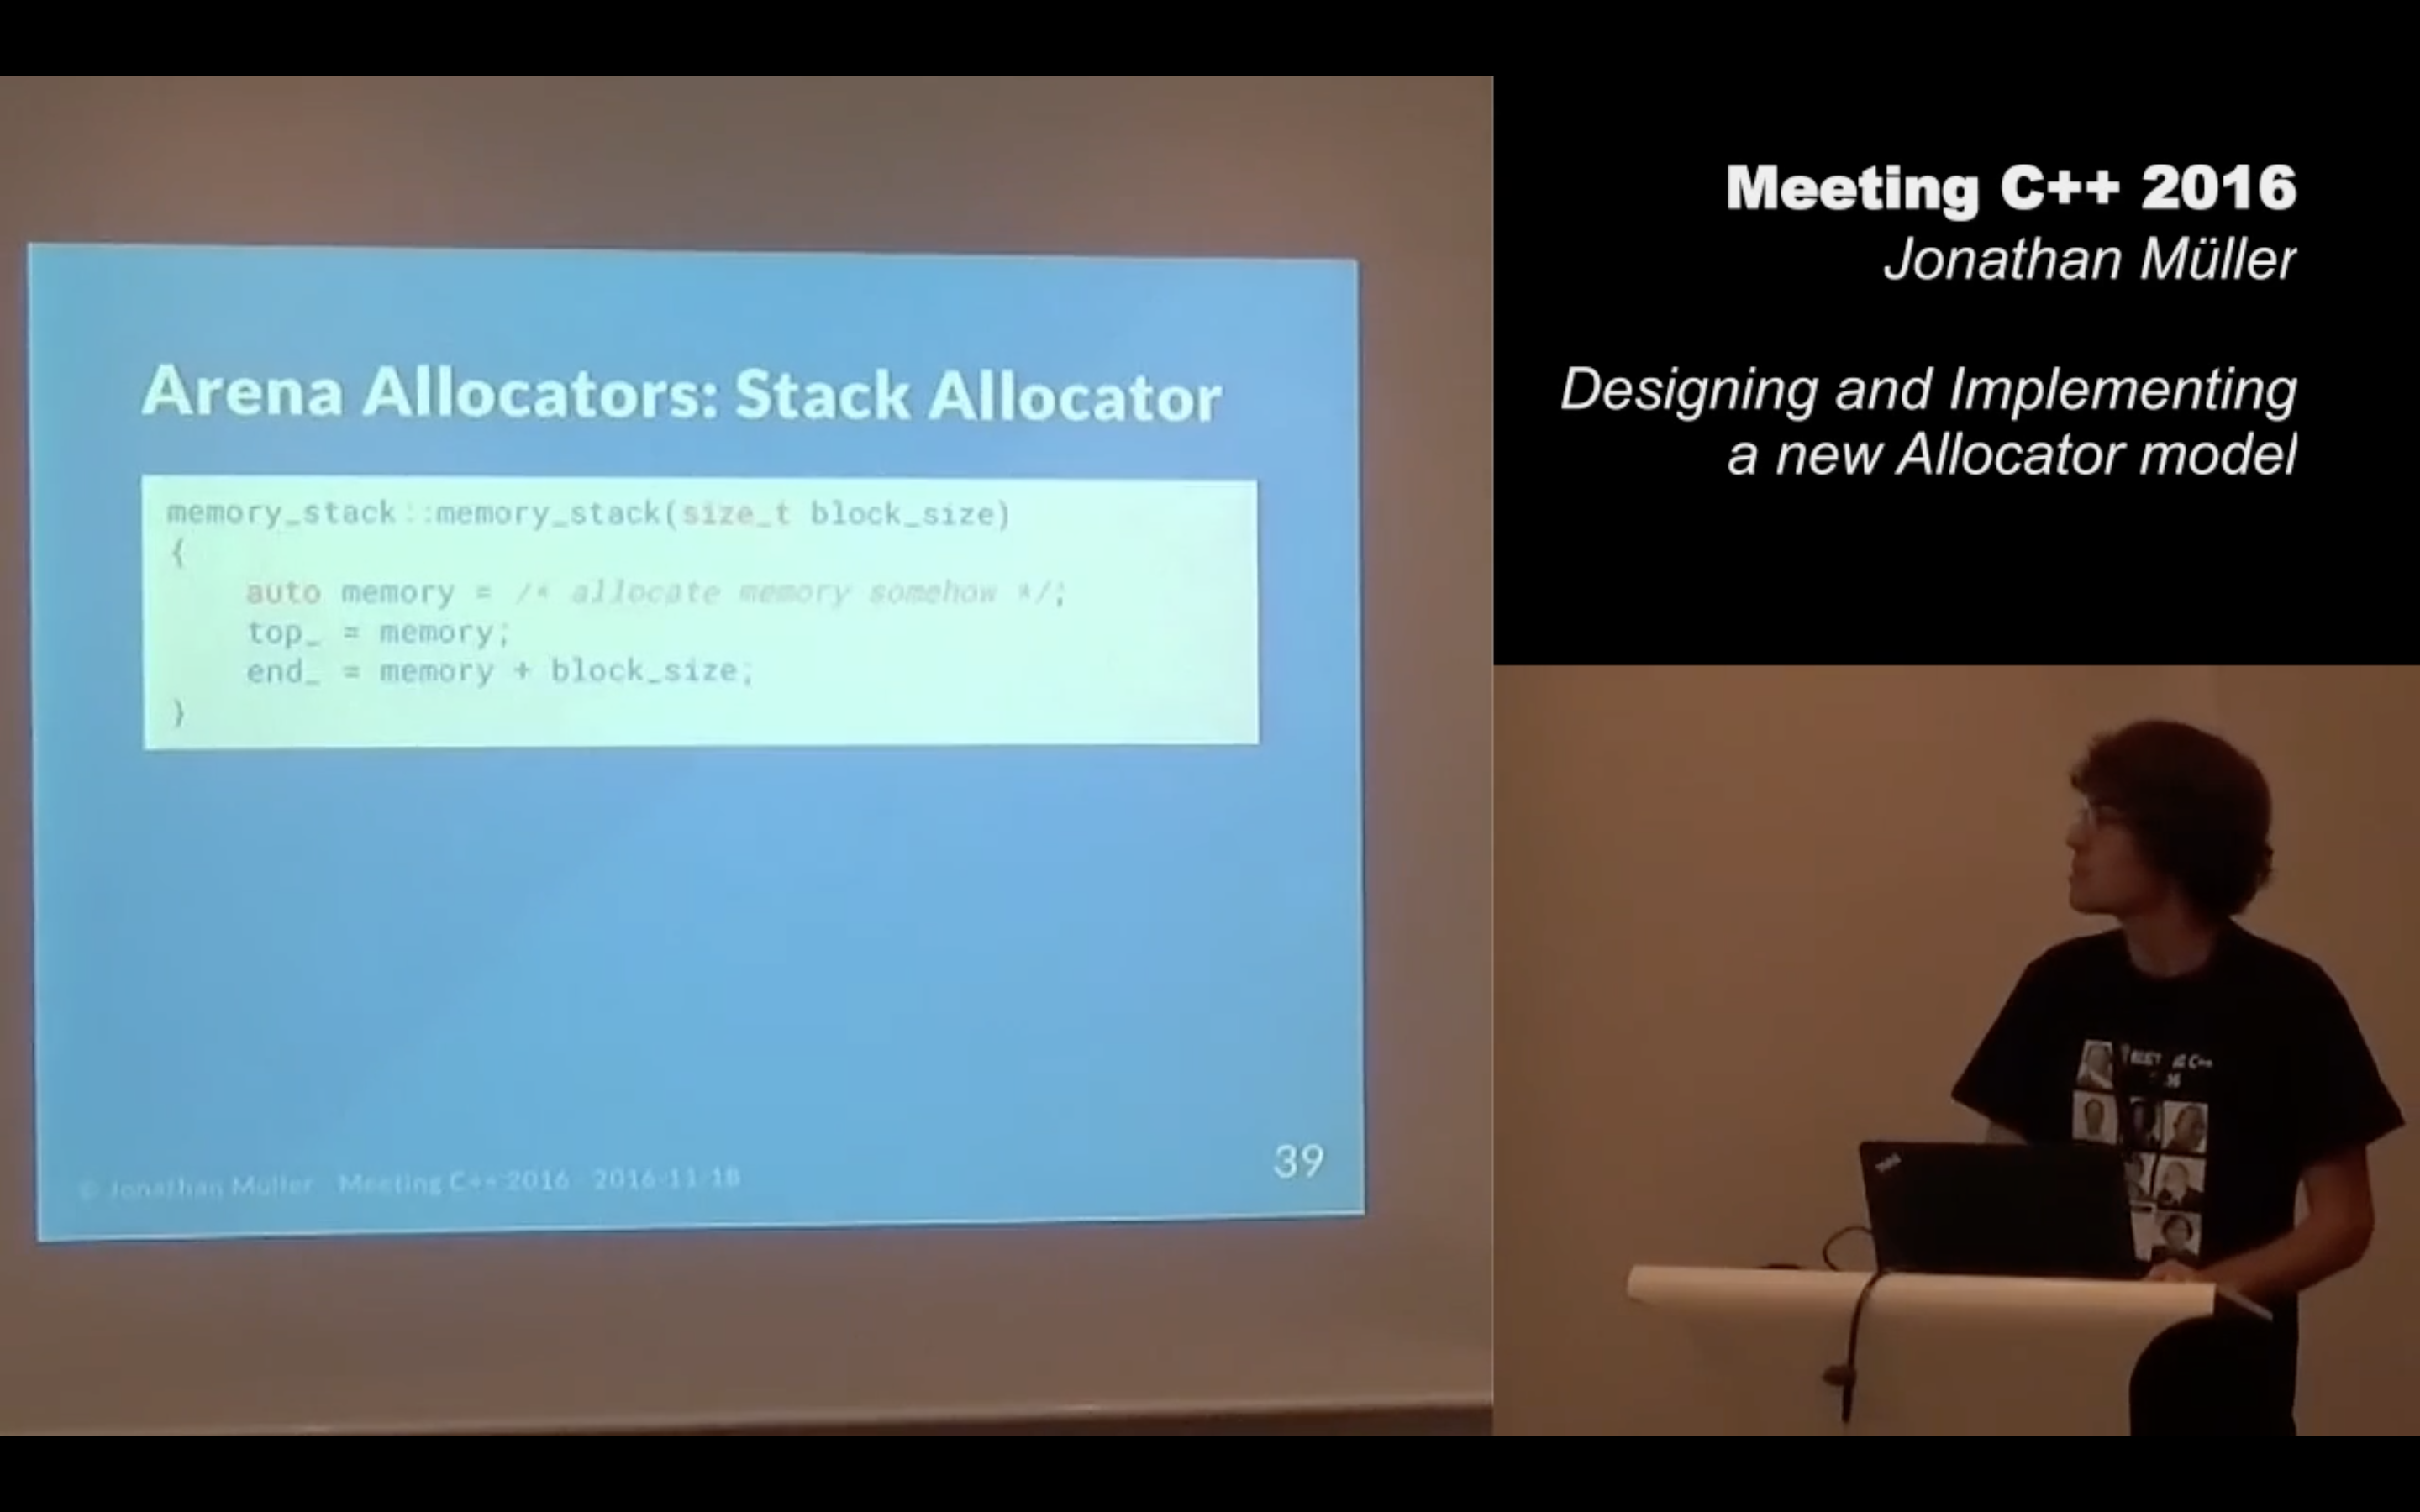 Meeting C++ 2016
Jonathan Müller
Designing and Implementing
a new Allocator model
Arena Allocators: Stack Allocator
memory_stack::memory_stack(size_t block_size)
{
auto memory = /* allocate memory somehow */;
top_ = memory;
end_ = memory + block_size;
}
© Jonathan Müller Meeting C++ 2016 2016-11-18
39